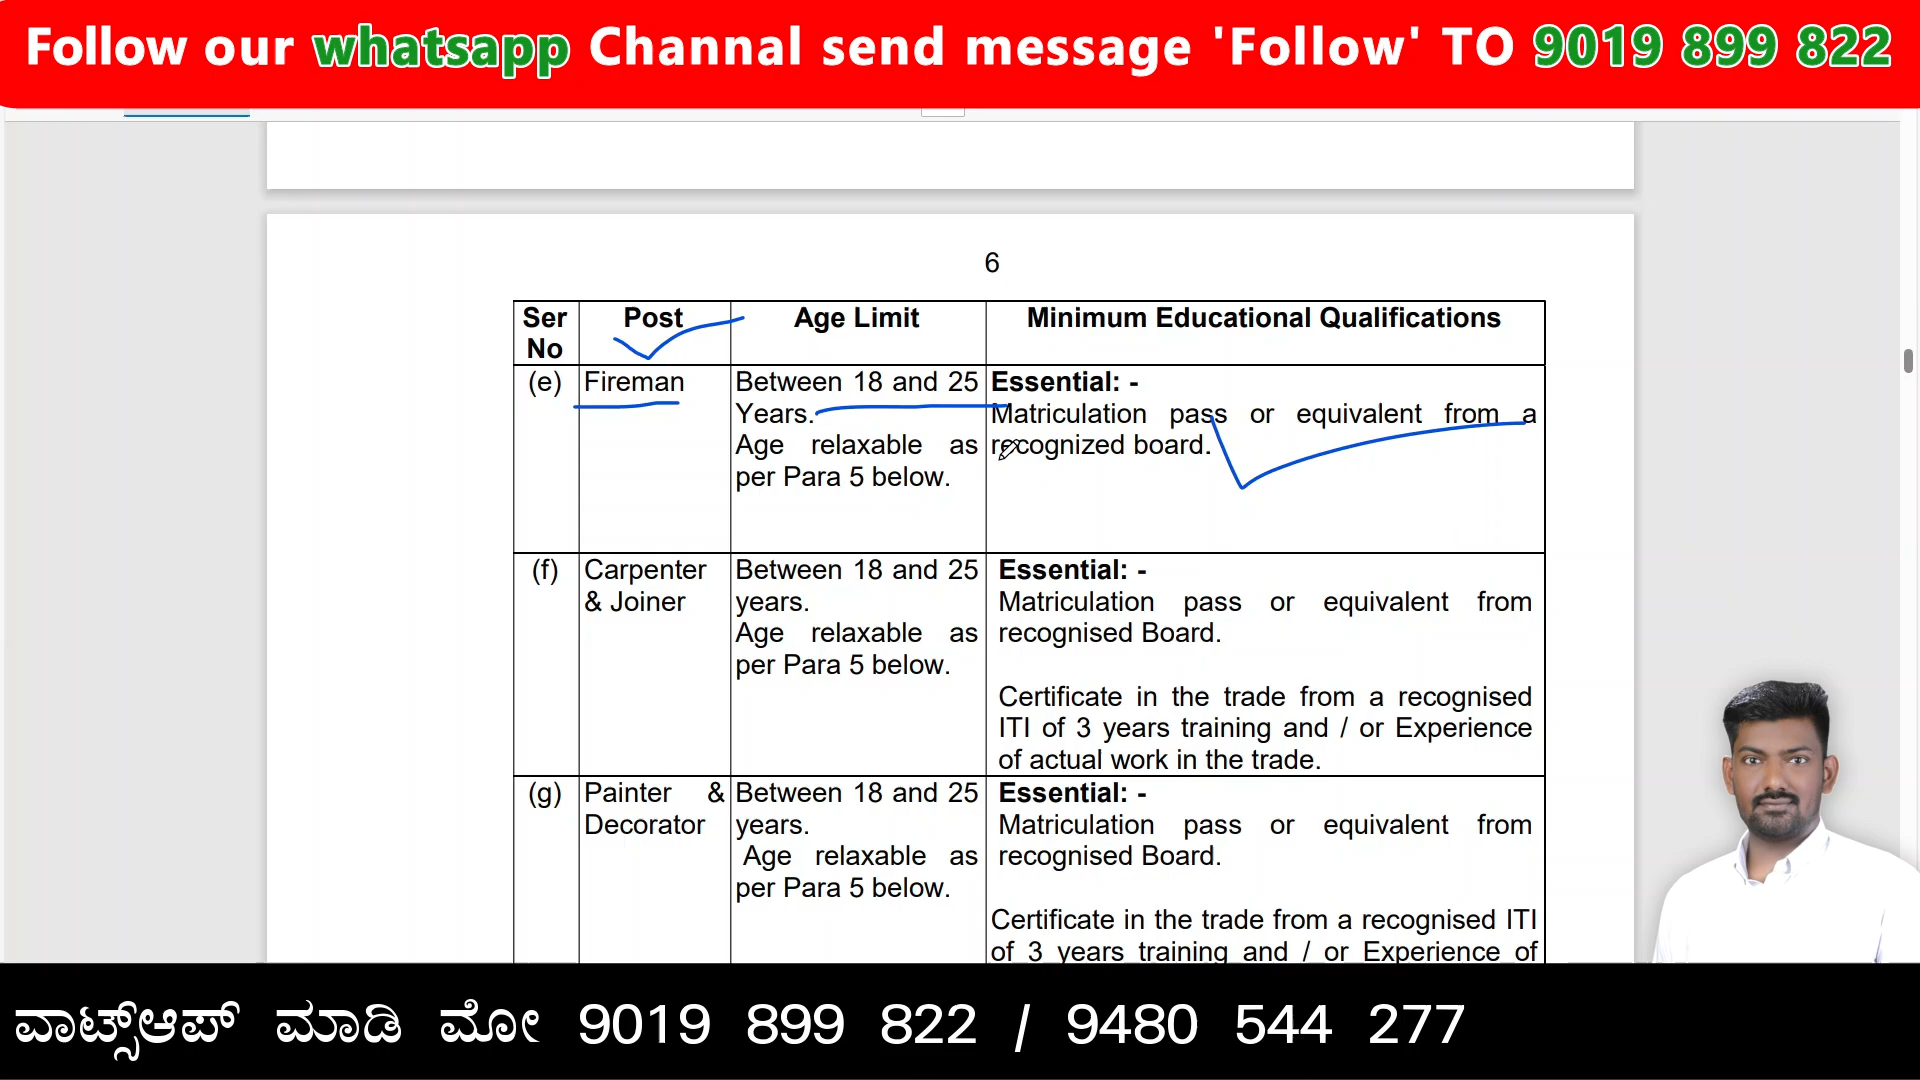 Follow our whatsapp Channal send message 'Follow' TO 9019 899 822
6
Ser No
Post
Age Limit
Minimum Educational Qualifications
(e)
Fireman
Between 18 and 25
Years.
Age relaxable as
per Para 5 below.
Essential: -
Matriculation pass or equivalent from a
recognized board.
(f)
Carpenter
& Joiner
Between 18 and 25
years.
Age relaxable as
per Para 5 below.
Essential: -
Matriculation pass or equivalent from
recognised Board.
Certificate in the trade from a recognised
ITI of 3 years training and / or Experience
of actual work in the trade.
(g)
Painter &
Decorator
Between 18 and 25
years.
Age relaxable as
per Para 5 below.
Essential: -
Matriculation pass or equivalent from
recognised Board.
Certificate in the trade from a recognised ITI
of 3 years training and / or Experience of
ವಾಟ್ಸ್ಆಪ್ ಮಾಡಿ ಮೋ 9019 899 822 / 9480 544 277